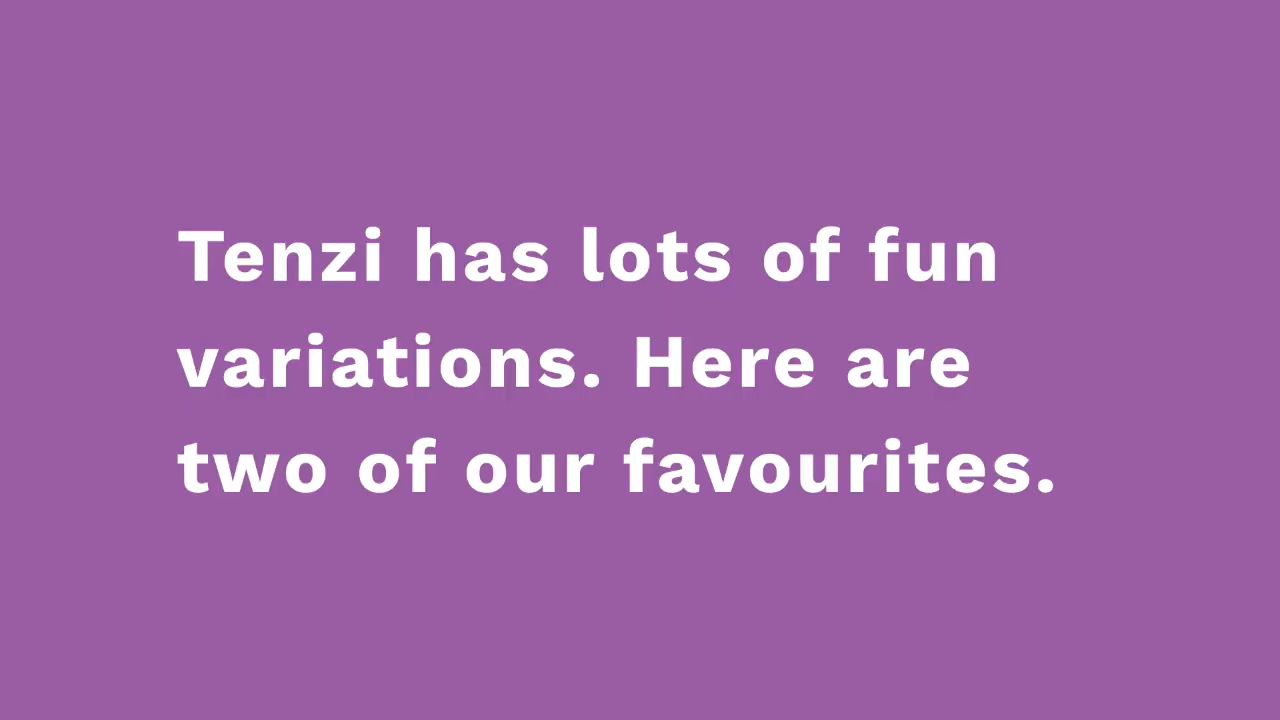 Tenzi has lots of fun
variations. Here are
two of our favourites.